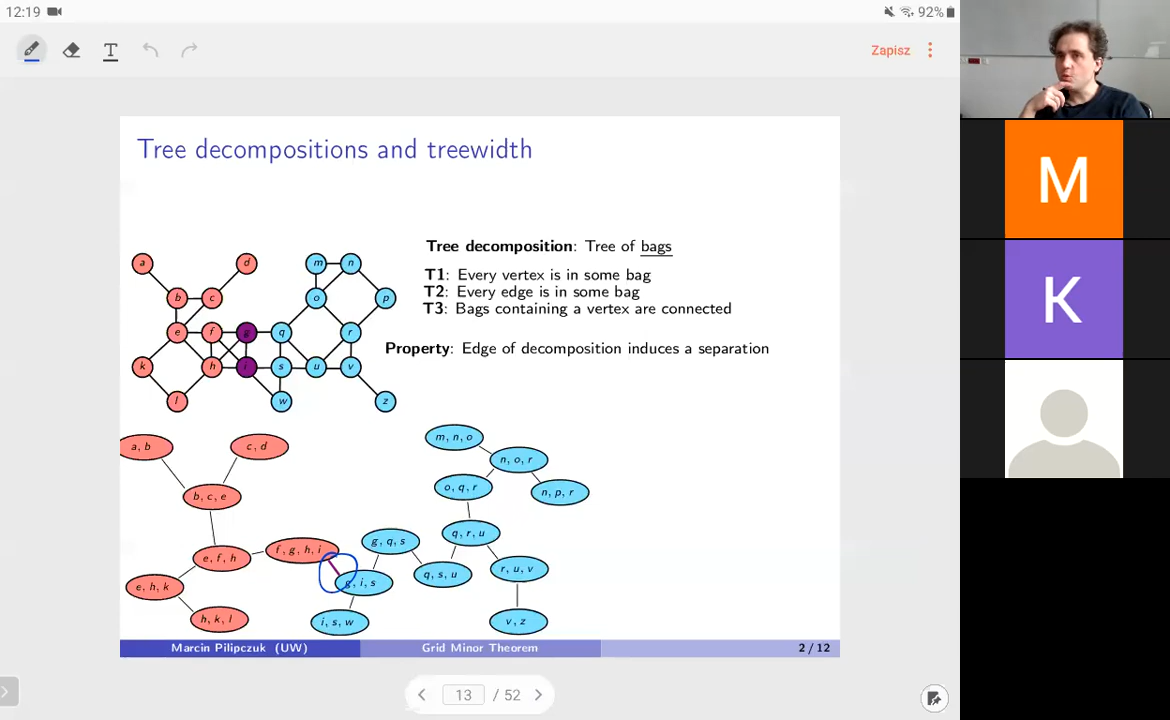 12:19 92%
T Zapisz
Tree decompositions and treewidth
Tree decomposition: Tree of bags
T1: Every vertex is in some bag
T2: Every edge is in some bag
T3: Bags containing a vertex are connected
Property: Edge of decomposition induces a separation
a d m n
b c o p
e f g q r
k h i s u v
l w z
a, b c, d m, n, o
n, o, r
b, c, e o, q, r n, p, r
q, r, u
e, f, h f, g, h, i g, q, s
e, h, k g, i, s q, s, u r, u, v
h, k, l i, s, w v, z
Marcin Pilipczuk (UW) Grid Minor Theorem 2 / 12
13 / 52
M
K